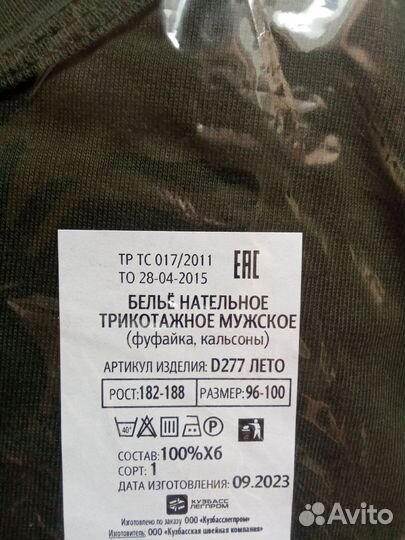 ТР ТС 017/2011
ТО 28-04-2015
EAC
БЕЛЬЁ НАТЕЛЬНОЕ
ТРИКОТАЖНОЕ МУЖСКОЕ
(фуфайка, кальсоны)
АРТИКУЛ ИЗДЕЛИЯ: D277 ЛЕТО
РОСТ: 182-188 РАЗМЕР: 96-100
40° P
СОСТАВ: 100%Хб
СОРТ: 1
ДАТА ИЗГОТОВЛЕНИЯ: 09.2023
КУЗБАСС
ЛЕГПРОМ
Изготовлено по заказу ООО «Кузбасслегпром»
Изготовитель: ООО «Кузбасская швейная компания»
Avito